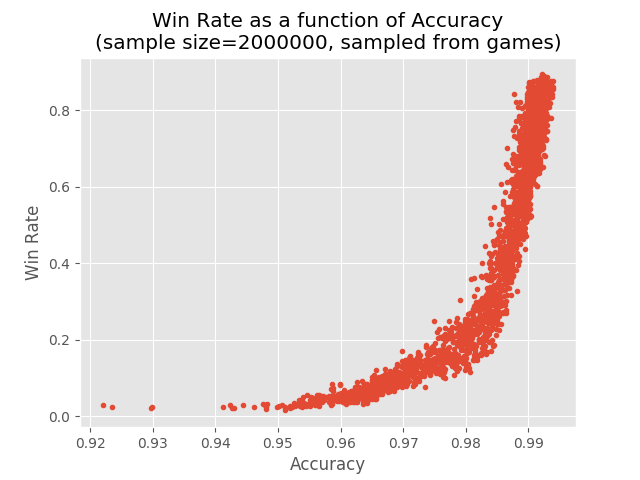 Win Rate as a function of Accuracy
(sample size=2000000, sampled from games)
Win Rate
0.8
0.6
0.4
0.2
0.0
0.92 0.93 0.94 0.95 0.96 0.97 0.98 0.99
Accuracy